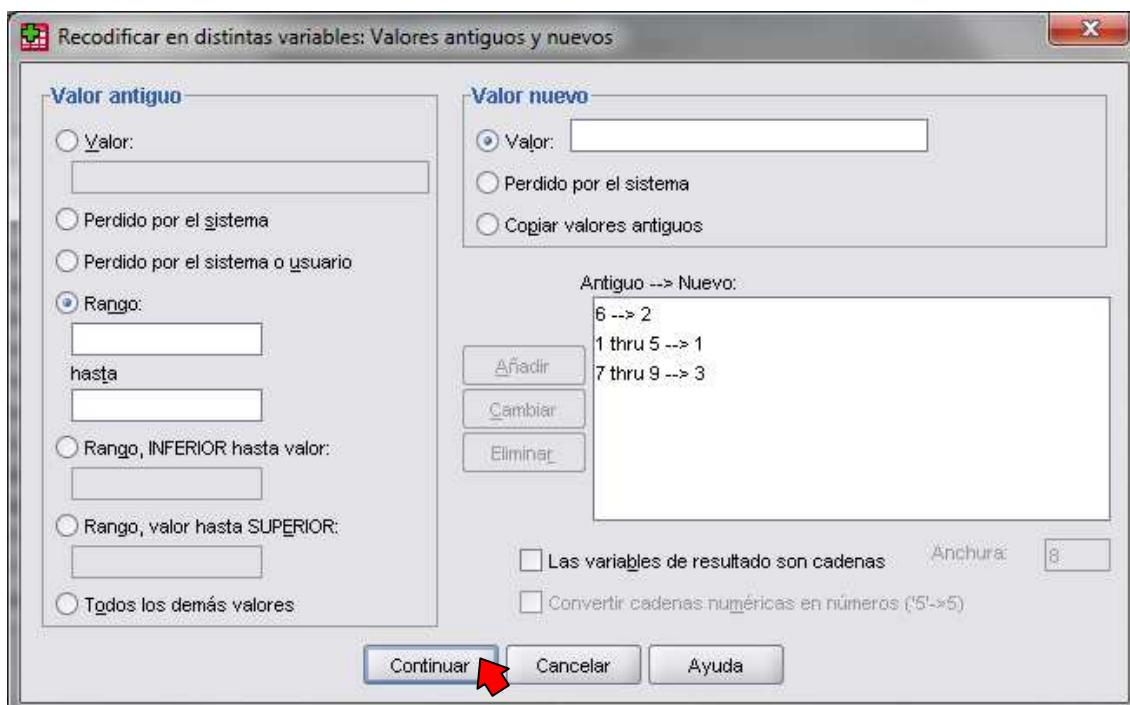 Recodificar en distintas variables: Valores antiguos y nuevos
Valor antiguo
Valor:
Perdido por el sistema
Perdido por el sistema o usuario
Rango:
hasta
Rango, INFERIOR hasta valor:
Rango, valor hasta SUPERIOR:
Todos los demás valores
Valor nuevo
Valor:
Perdido por el sistema
Copiar valores antiguos
Antiguo --> Nuevo:
6 --> 2
1 thru 5 --> 1
7 thru 9 --> 3
Añadir
Cambiar
Eliminar
Las variables de resultado son cadenas
Anchura:
8
Convertir cadenas numéricas en números ('5'->5)
Continuar
Cancelar
Ayuda